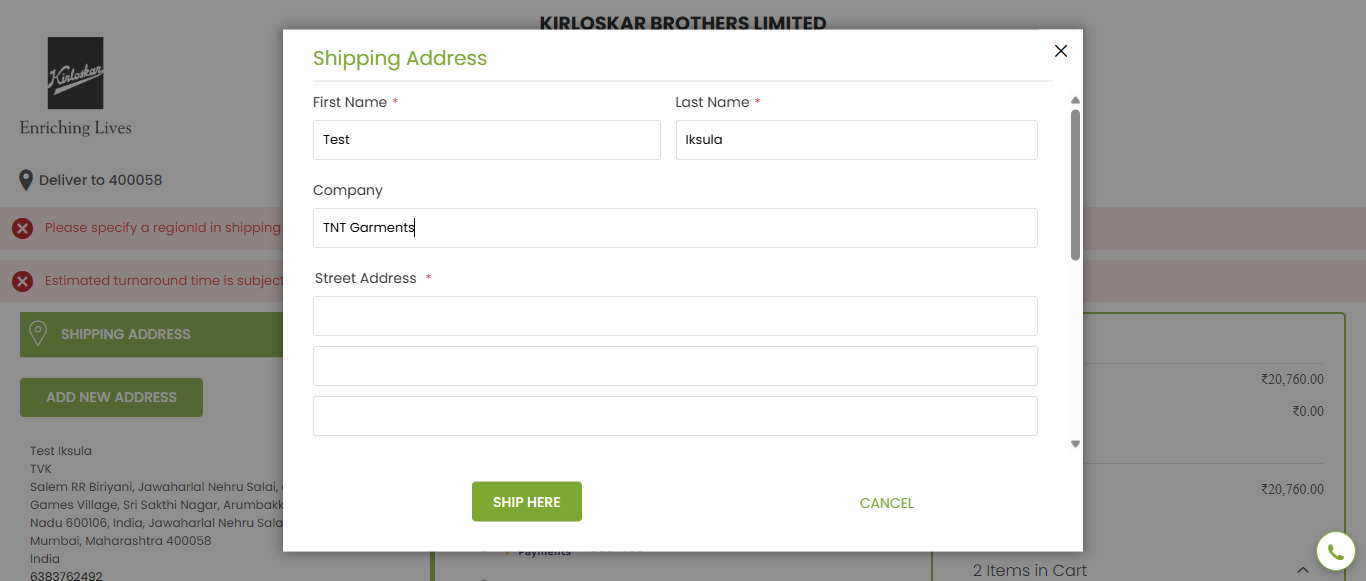 KIRLOSKAR BROTHERS LIMITED
Kirloskar
Enriching Lives
Deliver to 400058
Please specify a regionId in shipping
Estimated turnaround time is subject
SHIPPING ADDRESS
ADD NEW ADDRESS
Test Iksula
TVK
Salem RR Biriyani, Jawaharlal Nehru Salai,
Games Village, Sri Sakthi Nagar, Arumbakk
Nadu 600106, India, Jawaharlal Nehru Sala
Mumbai, Maharashtra 400058
India
6383762492
Shipping Address
First Name *
Last Name *
Test
Iksula
Company
TNT Garments
Street Address *
SHIP HERE
CANCEL
Payments
₹20,760.00
₹0.00
₹20,760.00
2 Items in Cart